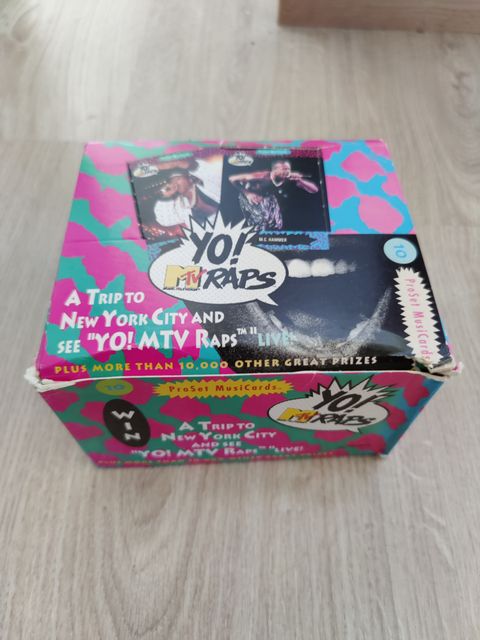 YO!
MTV RAPS
M.C. HAMMER
10
ProSet MusiCards
A TRIP TO
NEW YORK CITY AND
SEE "YO! MTV RAPS™" LIVE!
PLUS MORE THAN 10,000 OTHER GREAT PRIZES
10
ProSet MusiCards
YO!
MTV RAPS
WIN
A TRIP TO
NEW YORK CITY
AND SEE
"YO! MTV RAPS™" LIVE!